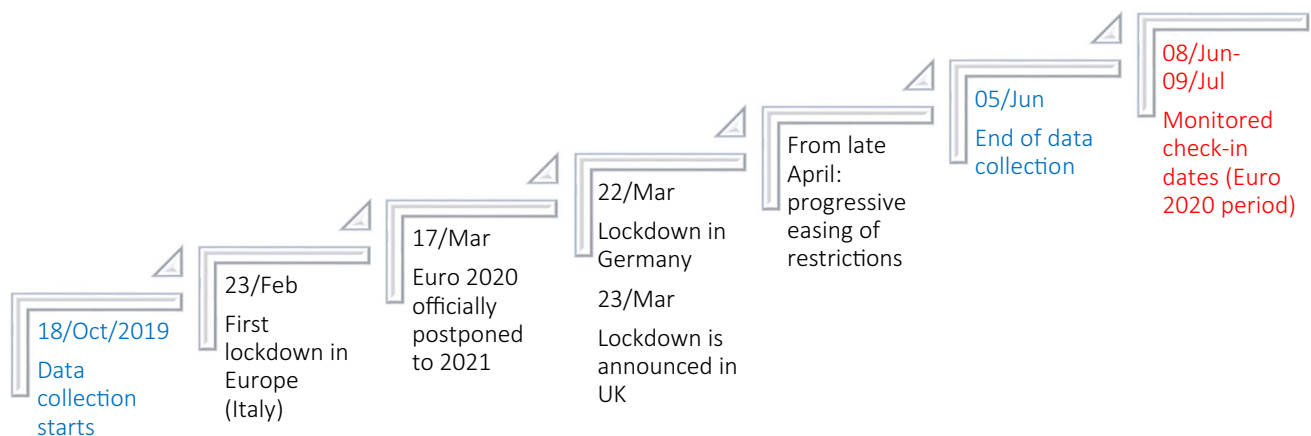 18/Oct/2019
Data
collection
starts
23/Feb
First
lockdown in
Europe
(Italy)
17/Mar
Euro 2020
officially
postponed
to 2021
22/Mar
Lockdown in
Germany
23/Mar
Lockdown is
announced in
UK
From late
April:
progressive
easing of
restrictions
05/Jun
End of data
collection
08/Jun-
09/Jul
Monitored
check-in
dates (Euro
2020 period)